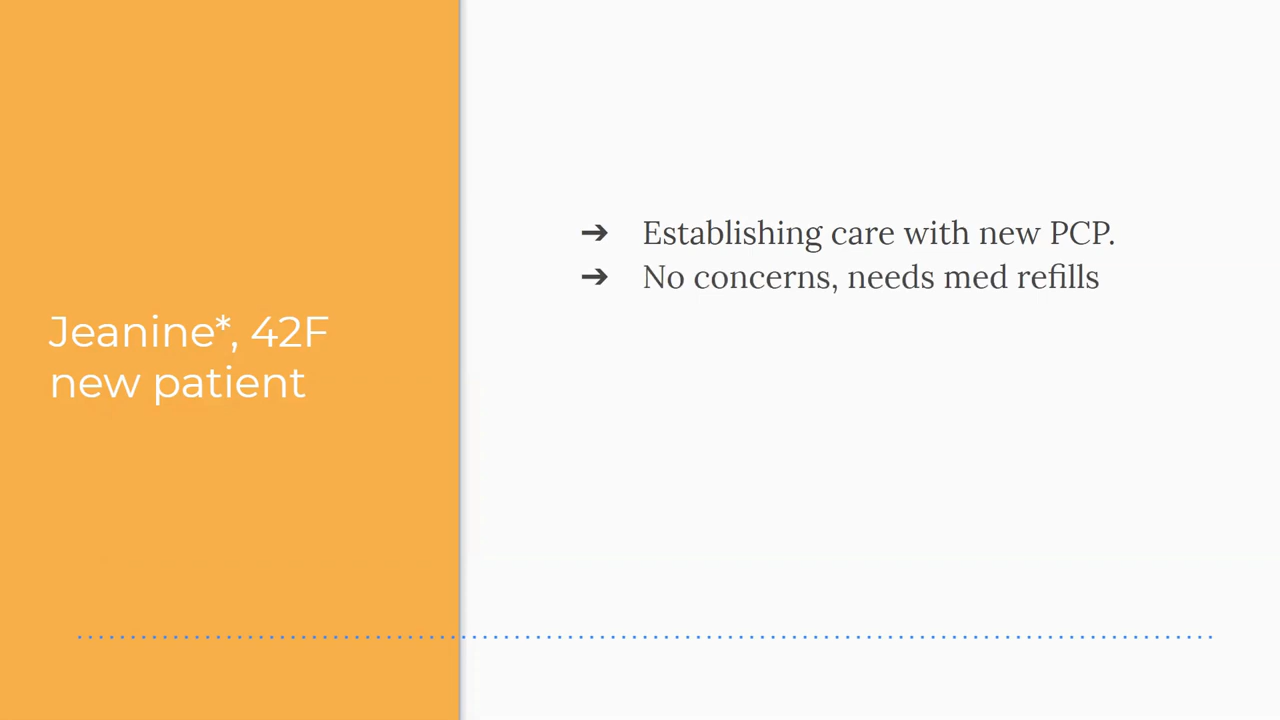 Jeanine*, 42F
new patient
➔ Establishing care with new PCP.
➔ No concerns, needs med refills